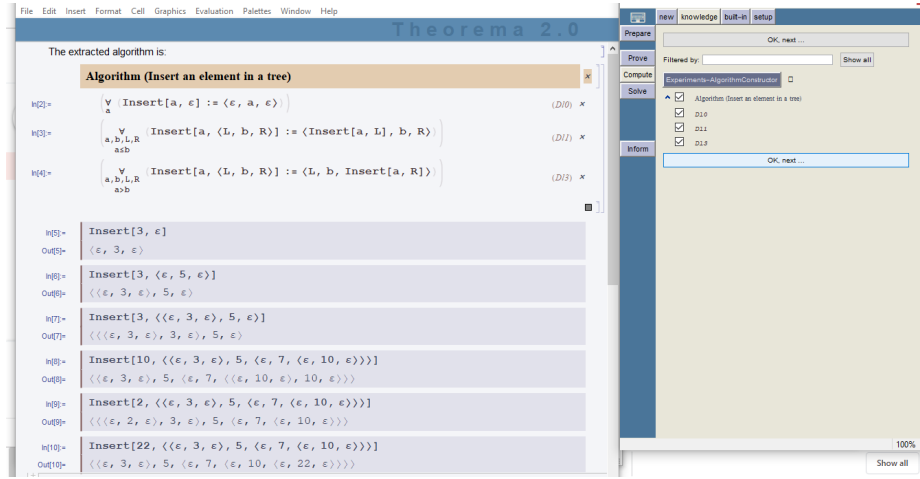 File Edit Insert Format Cell Graphics Evaluation Palettes Window Help
Theorema 2.0
The extracted algorithm is:
Algorithm (Insert an element in a tree)
In[2]:= (∀ (Insert[a, ε] := ⟨ε, a, ε⟩)) (DI0) ×
a
In[3]:= (∀ (Insert[a, ⟨L, b, R⟩] := ⟨Insert[a, L], b, R⟩)) (DI1) ×
a,b,L,R
a≤b
In[4]:= (∀ (Insert[a, ⟨L, b, R⟩] := ⟨L, b, Insert[a, R]⟩)) (DI3) ×
a,b,L,R
a>b
In[5]:= Insert[3, ε]
Out[5]= ⟨ε, 3, ε⟩
In[6]:= Insert[3, ⟨ε, 5, ε⟩]
Out[6]= ⟨⟨ε, 3, ε⟩, 5, ε⟩
In[7]:= Insert[3, ⟨⟨ε, 3, ε⟩, 5, ε⟩]
Out[7]= ⟨⟨⟨ε, 3, ε⟩, 3, ε⟩, 5, ε⟩
In[8]:= Insert[10, ⟨⟨ε, 3, ε⟩, 5, ⟨ε, 7, ⟨ε, 10, ε⟩⟩⟩]
Out[8]= ⟨⟨ε, 3, ε⟩, 5, ⟨ε, 7, ⟨⟨ε, 10, ε⟩, 10, ε⟩⟩⟩
In[9]:= Insert[2, ⟨⟨ε, 3, ε⟩, 5, ⟨ε, 7, ⟨ε, 10, ε⟩⟩⟩]
Out[9]= ⟨⟨⟨ε, 2, ε⟩, 3, ε⟩, 5, ⟨ε, 7, ⟨ε, 10, ε⟩⟩⟩
In[10]:= Insert[22, ⟨⟨ε, 3, ε⟩, 5, ⟨ε, 7, ⟨ε, 10, ε⟩⟩⟩]
Out[10]= ⟨⟨ε, 3, ε⟩, 5, ⟨ε, 7, ⟨ε, 10, ⟨ε, 22, ε⟩⟩⟩⟩
new knowledge built-in setup
Prepare
Prove
Compute
Solve
Inform
OK, next ...
Filtered by: Show all
Experiments-AlgorithmConstructor
Algorithm (Insert an element in a tree)
DI0
DI1
DI3
OK, next ...
100%
Show all